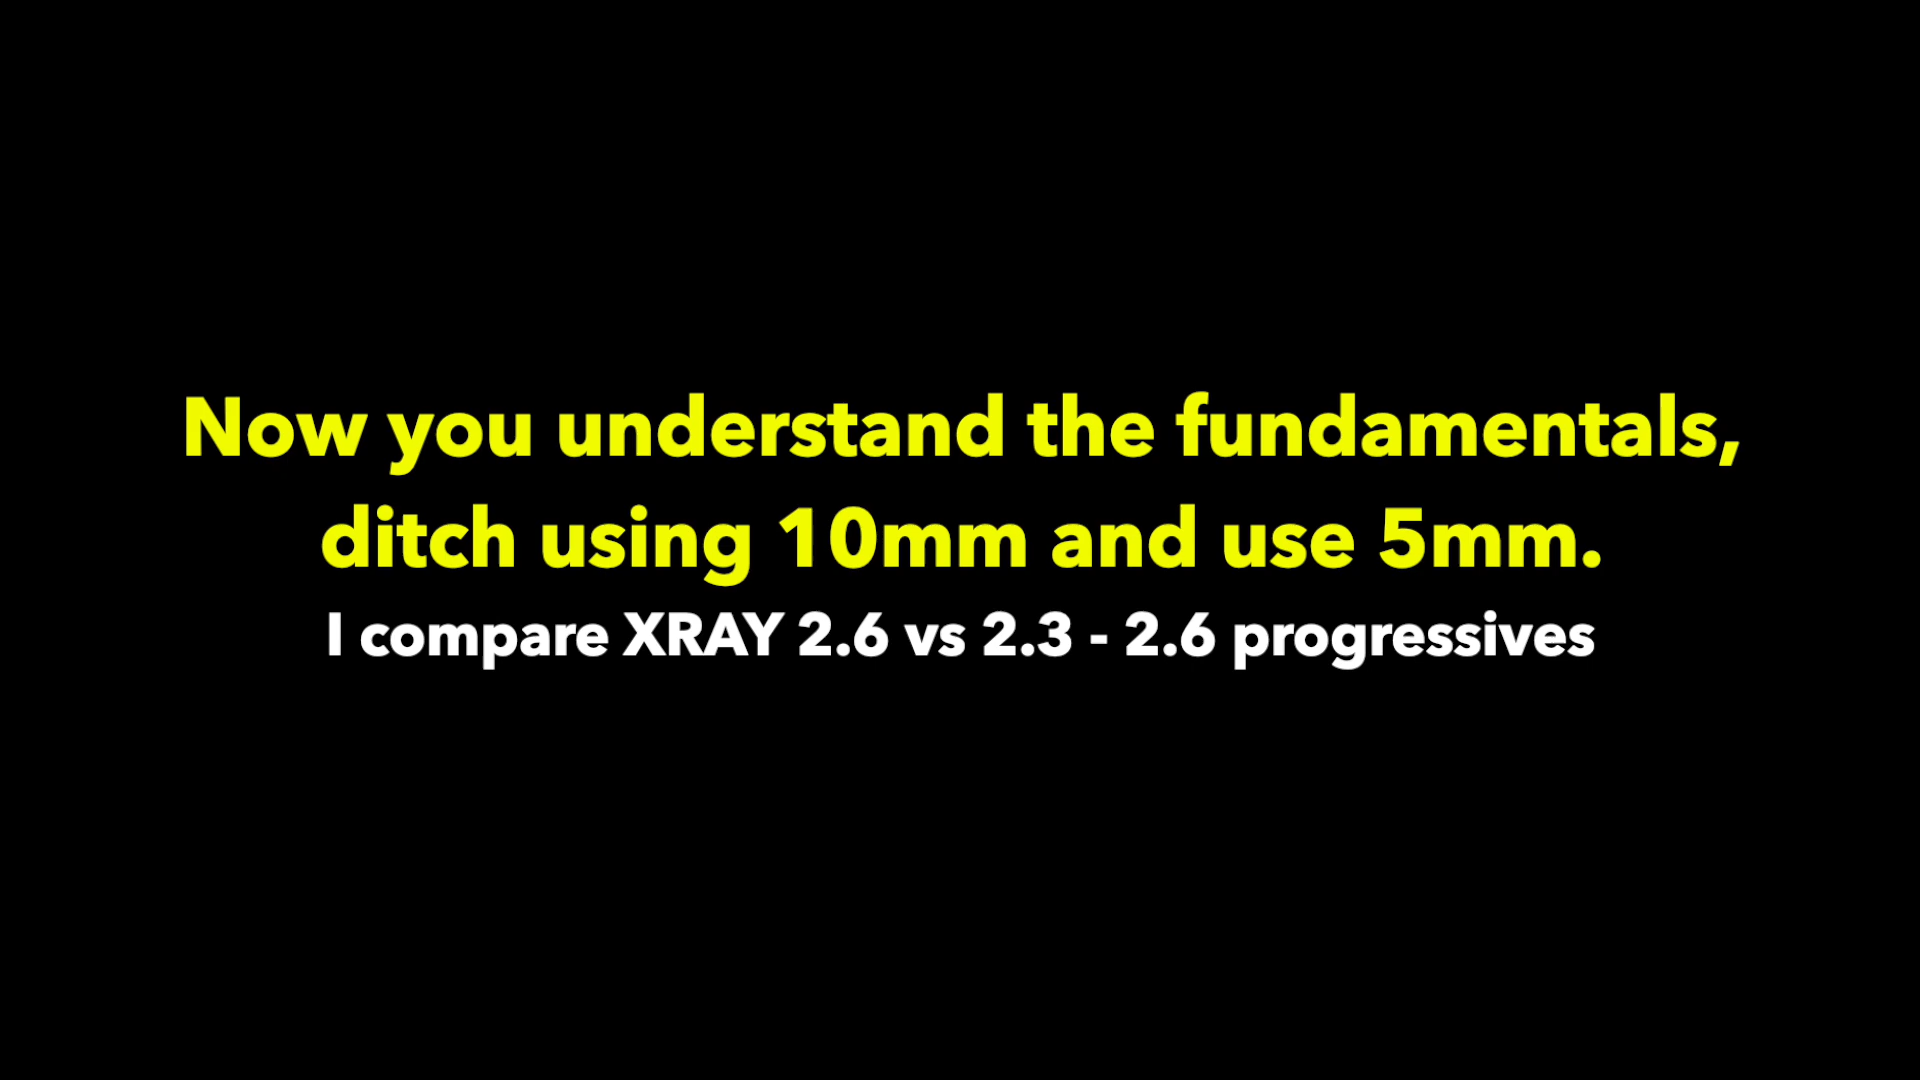 Now you understand the fundamentals,
ditch using 10mm and use 5mm.
I compare XRAY 2.6 vs 2.3 - 2.6 progressives